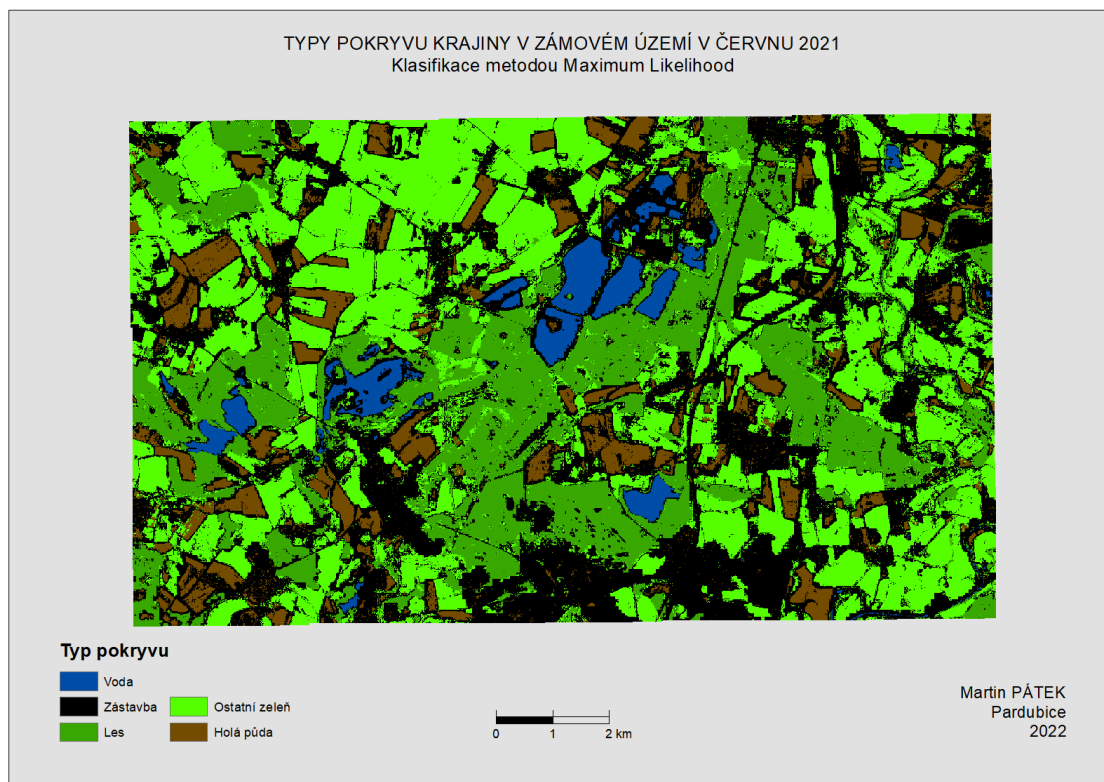 TYPY POKRYVU KRAJINY V ZÁMOVÉM ÚZEMÍ V ČERVNU 2021
Klasifikace metodou Maximum Likelihood
Typ pokryvu
Voda
Zástavba
Les
Ostatní zeleň
Holá půda
0 1 2 km
Martin PÁTEK
Pardubice
2022